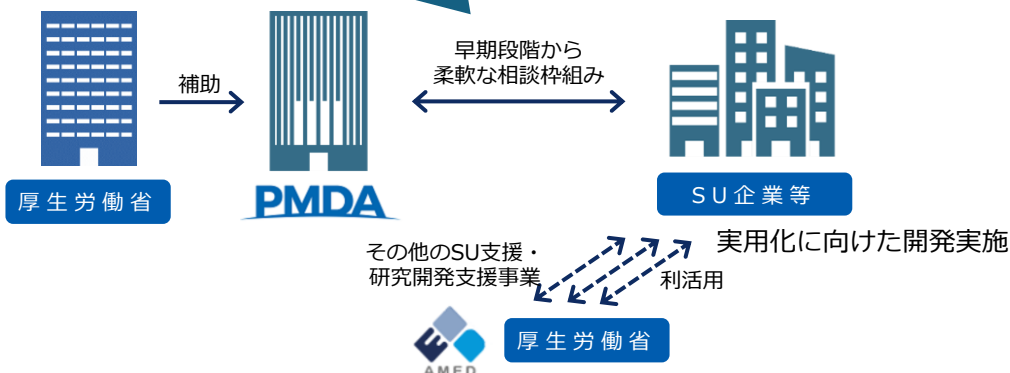 早期段階から
柔軟な相談枠組み
補助
厚生労働省
PMDA
SU企業等
実用化に向けた開発実施
その他のSU支援・
研究開発支援事業
利活用
厚生労働省
AMED